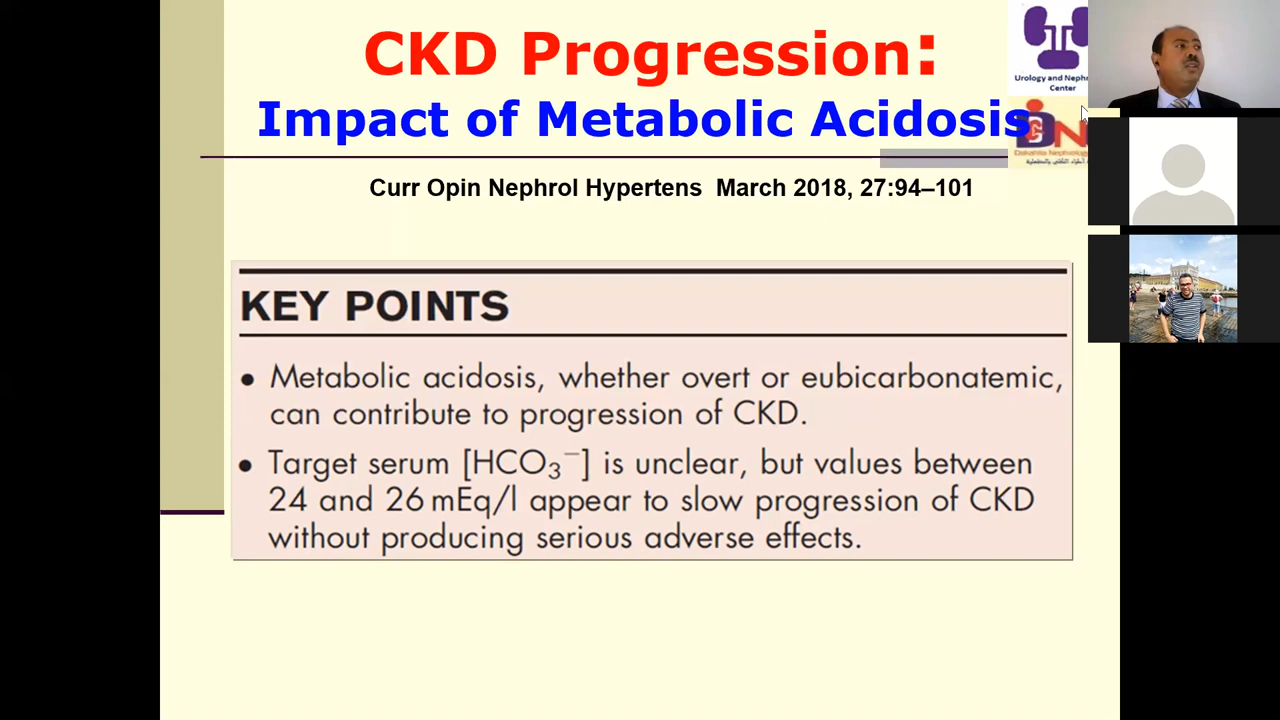 CKD Progression:
Impact of Metabolic Acidosis
Urology and Neph
Center
Curr Opin Nephrol Hypertens March 2018, 27:94–101
KEY POINTS
• Metabolic acidosis, whether overt or eubicarbonatemic,
can contribute to progression of CKD.
• Target serum [HCO₃⁻] is unclear, but values between
24 and 26 mEq/l appear to slow progression of CKD
without producing serious adverse effects.